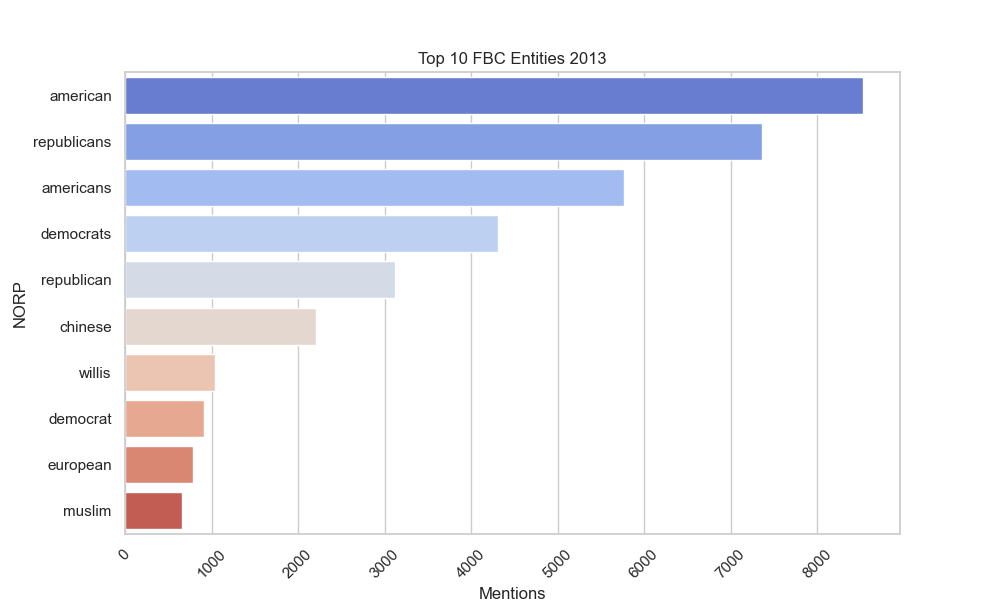 Top 10 FBC Entities 2013
NORP
american
republicans
americans
democrats
republican
chinese
willis
democrat
european
muslim
0
1000
2000
3000
4000
5000
6000
7000
8000
Mentions